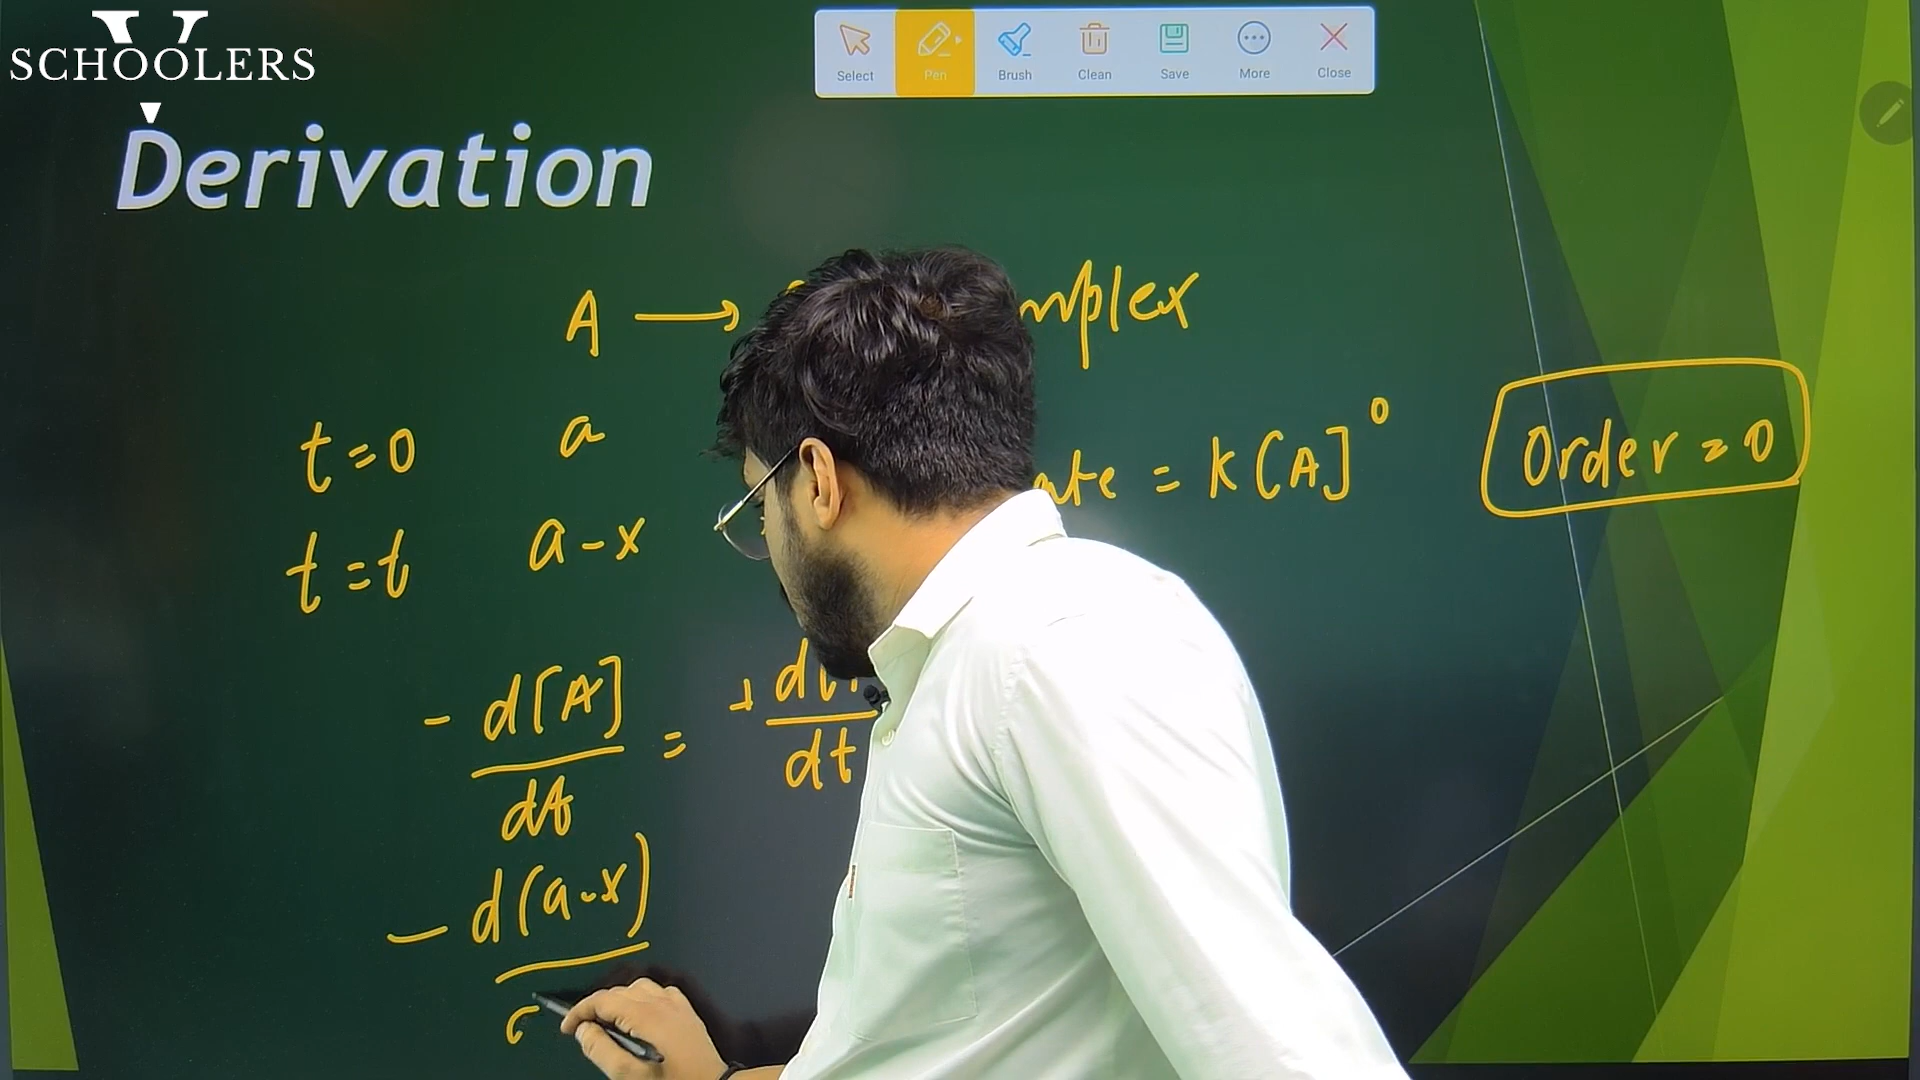 V
SCHOOLERS
Select Pen Brush Clean Save More Close
Derivation
A → mplex
t=0 a
ate = K[A]⁰ Order = 0
t=t a-x
- d[A] = + d[
dt dt
- d(a-x)